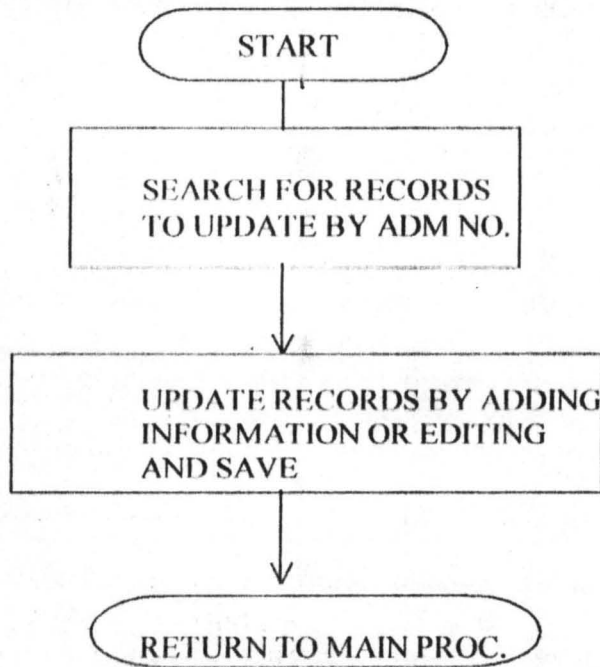 START
SEARCH FOR RECORDS
TO UPDATE BY ADM NO.
UPDATE RECORDS BY ADDING
INFORMATION OR EDITING
AND SAVE
RETURN TO MAIN PROC.